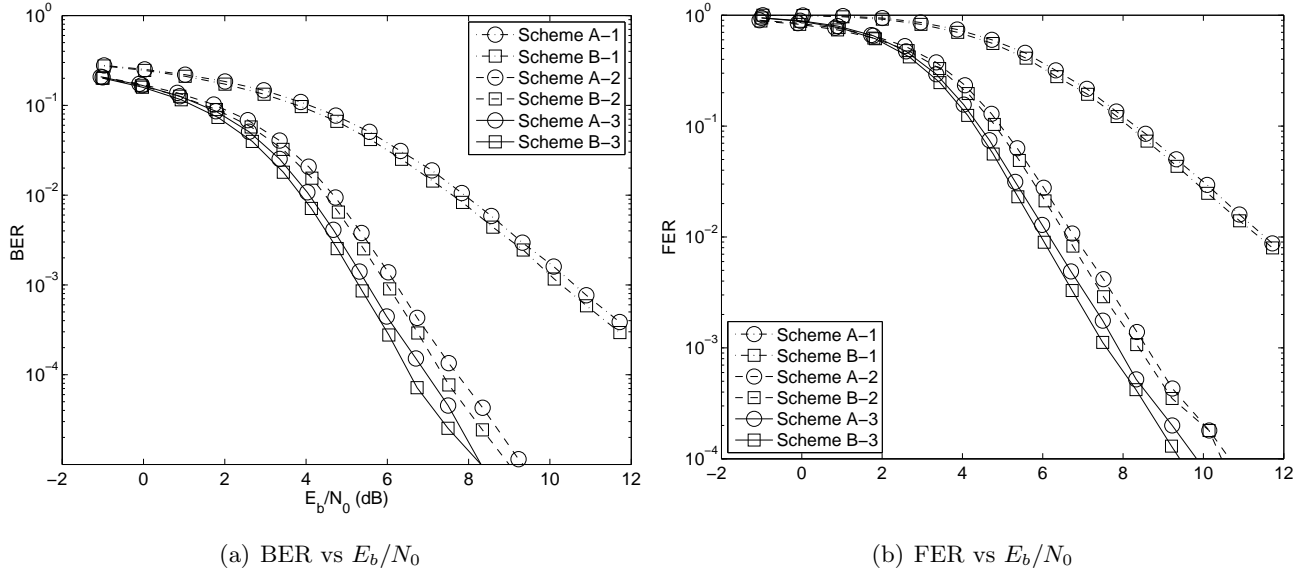 10^0
10^-1
10^-2
10^-3
10^-4
BER
−2 0 2 4 6 8 10 12
E_b/N_0 (dB)
Scheme A−1
Scheme B−1
Scheme A−2
Scheme B−2
Scheme A−3
Scheme B−3
(a) BER vs E_b/N_0
10^0
10^-1
10^-2
10^-3
10^-4
FER
−2 0 2 4 6 8 10 12
Scheme A−1
Scheme B−1
Scheme A−2
Scheme B−2
Scheme A−3
Scheme B−3
(b) FER vs E_b/N_0